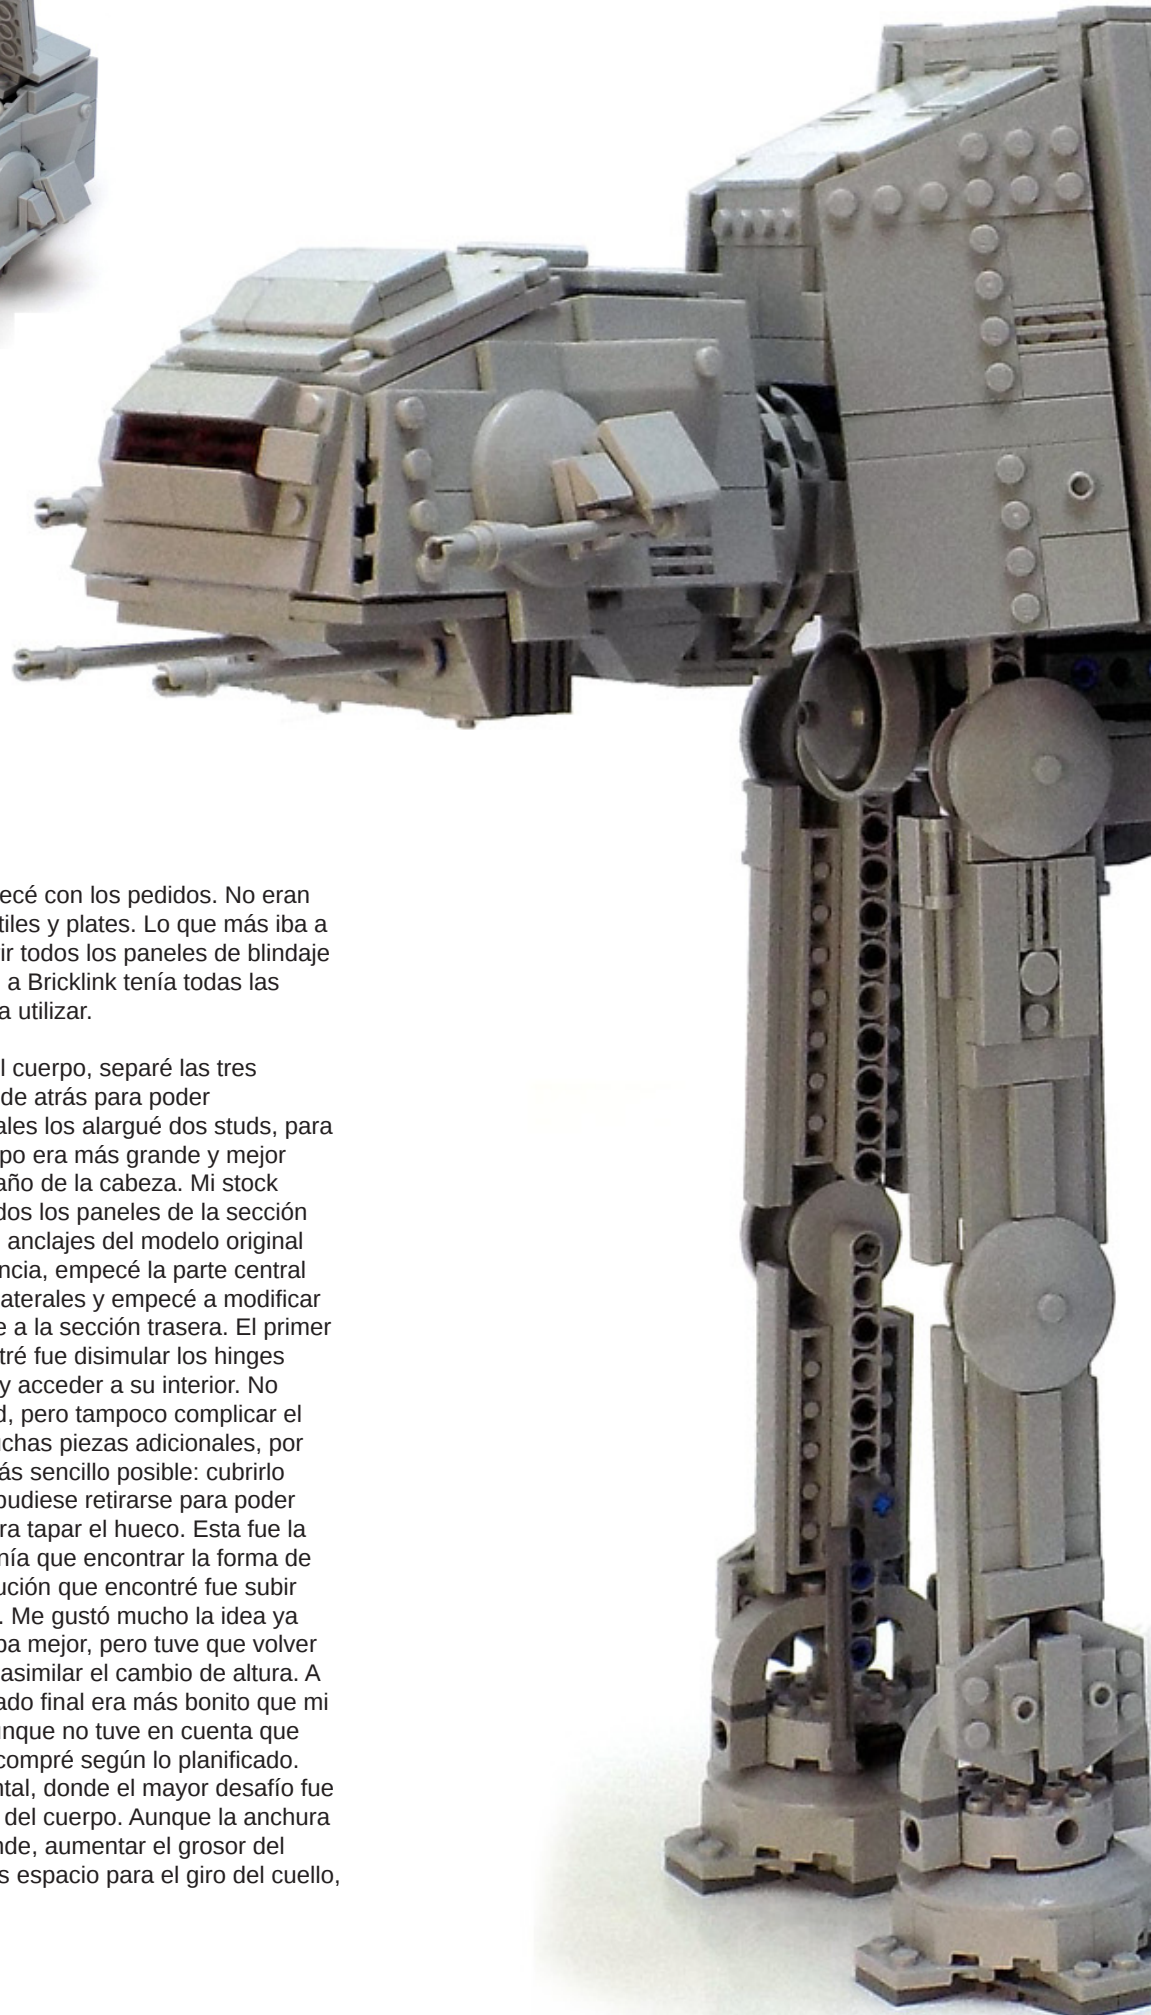 ecé con los pedidos. No eran
tiles y plates. Lo que más iba a
ir todos los paneles de blindaje
a Bricklink tenía todas las
a utilizar.
l cuerpo, separé las tres
de atrás para poder
ales los alargué dos studs, para
po era más grande y mejor
año de la cabeza. Mi stock
dos los paneles de la sección
anclajes del modelo original
ncia, empecé la parte central
aterales y empecé a modificar
e a la sección trasera. El primer
tré fue disimular los hinges
y acceder a su interior. No
d, pero tampoco complicar el
uchas piezas adicionales, por
ás sencillo posible: cubrirlo
pudiese retirarse para poder
ra tapar el hueco. Esta fue la
nía que encontrar la forma de
ución que encontré fue subir
. Me gustó mucho la idea ya
ba mejor, pero tuve que volver
asimilar el cambio de altura. A
ado final era más bonito que mi
unque no tuve en cuenta que
compré según lo planificado.
ntal, donde el mayor desafío fue
del cuerpo. Aunque la anchura
nde, aumentar el grosor del
s espacio para el giro del cuello,